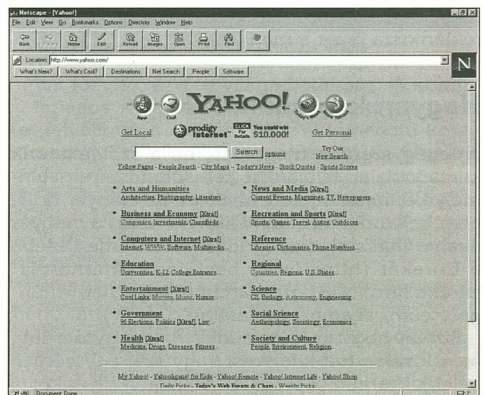 Netscape - [Yahoo!]
File Edit View Go Bookmarks Options Directory Window Help
Back Home Edit Reload Images Open Print Find
Location: http://www.yahoo.com/
N
What's New? What's Cool? Destinations Net Search People Software
New Cool YAHOO! Today's News More Yahoos
Get Local prodigy Internet CLICK For Details You could win $10,000! Get Personal
Search options Try Our New Search
Yellow Pages - People Search - City Maps -- Today's News - Stock Quotes - Sports Scores
• Arts and Humanities
Architecture, Photography, Literature...
• News and Media [Xtra!]
Current Events, Magazines, TV, Newspapers...
• Business and Economy [Xtra!]
Companies, Investments, Classifieds...
• Recreation and Sports [Xtra!]
Sports, Games, Travel, Autos, Outdoors...
• Computers and Internet [Xtra!]
Internet, WWW, Software, Multimedia...
• Reference
Libraries, Dictionaries, Phone Numbers...
• Education
Universities, K-12, College Entrance...
• Regional
Countries, Regions, U.S. States...
• Entertainment [Xtra!]
Cool Links, Movies, Music, Humor...
• Science
CS, Biology, Astronomy, Engineering...
• Government
96 Elections, Politics [Xtra!], Law...
• Social Science
Anthropology, Sociology, Economics...
• Health [Xtra!]
Medicine, Drugs, Diseases, Fitness...
• Society and Culture
People, Environment, Religion...
My Yahoo! - Yahooligans! for Kids - Yahoo! Remote - Yahoo! Internet Life - Yahoo! Shop
Daily Picks - Today's Web Events & Chats - Weekly Picks
Document: Done